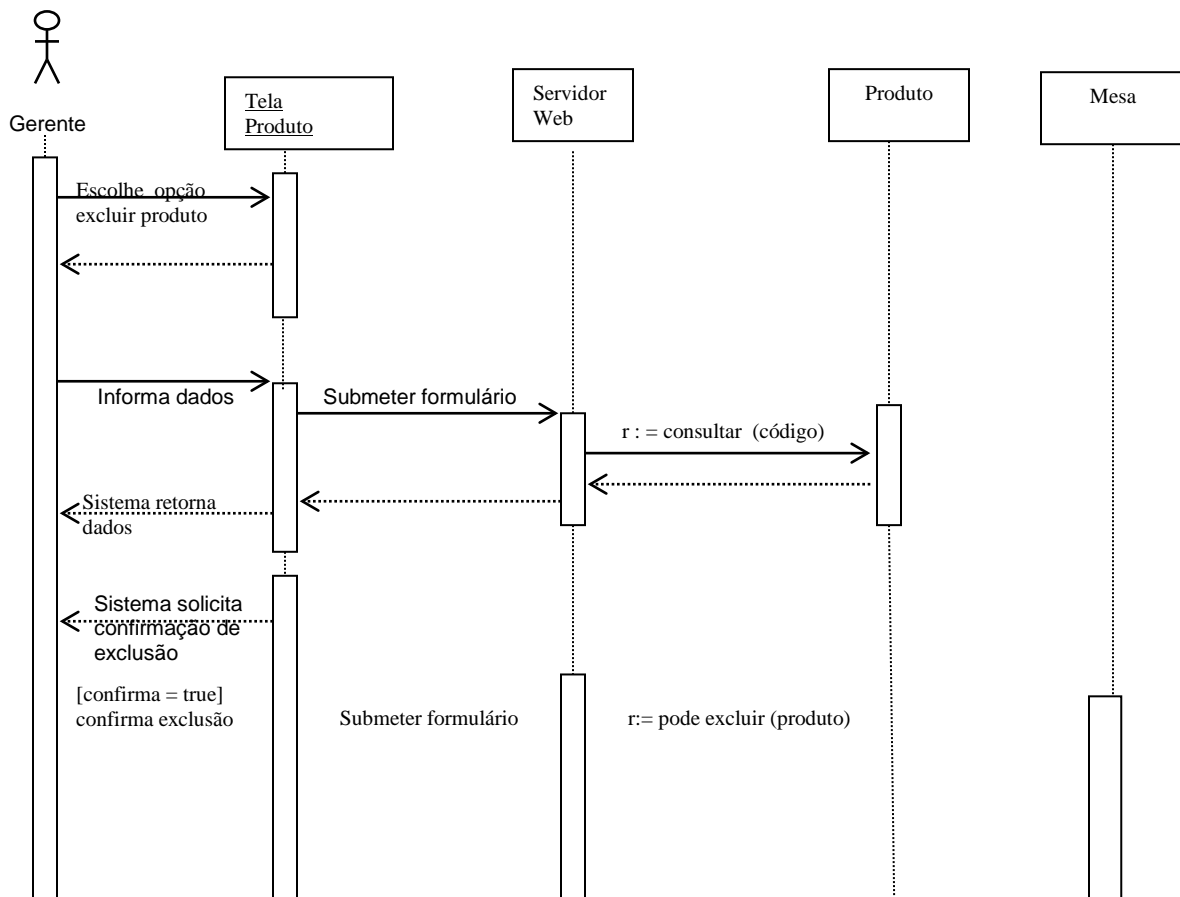 Gerente
Tela
Produto
Servidor
Web
Produto
Mesa
Escolhe opção
excluir produto
Informa dados
Submeter formulário
r : = consultar (código)
Sistema retorna
dados
Sistema solicita
confirmação de
exclusão
[confirma = true]
confirma exclusão
Submeter formulário
r:= pode excluir (produto)